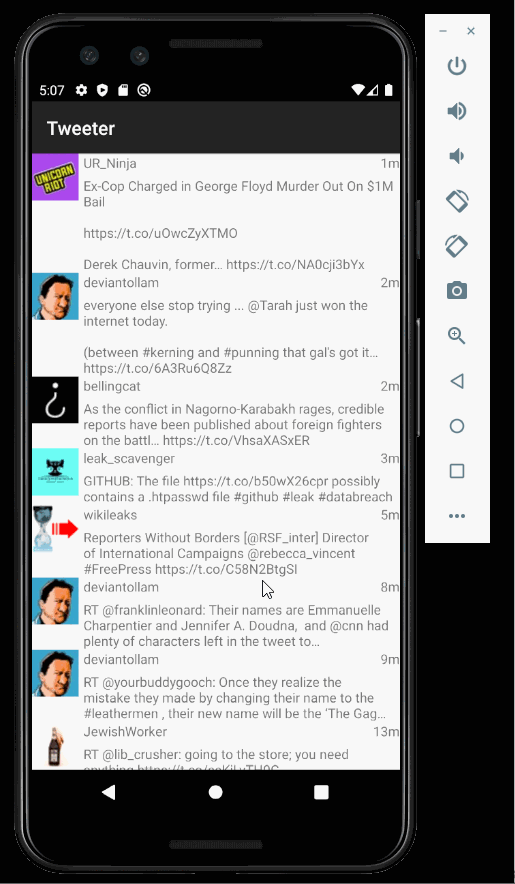 5:07
Tweeter
UNICORN
RIOT
UR_Ninja 1m
Ex-Cop Charged in George Floyd Murder Out On $1M
Bail
https://t.co/uOwcZyXTMO
Derek Chauvin, former… https://t.co/NA0cji3bYx
deviantollam 2m
everyone else stop trying ... @Tarah just won the
internet today.
(between #kerning and #punning that gal's got it…
https://t.co/6A3Ru6Q8Zz
bellingcat 2m
As the conflict in Nagorno-Karabakh rages, credible
reports have been published about foreign fighters
on the battl… https://t.co/VhsaXASxER
leak_scavenger 3m
GITHUB: The file https://t.co/b50wX26cpr possibly
contains a .htpasswd file #github #leak #databreach
wikileaks 5m
Reporters Without Borders [@RSF_inter] Director
of International Campaigns @rebecca_vincent
#FreePress https://t.co/C58N2BtgSI
deviantollam 8m
RT @franklinleonard: Their names are Emmanuelle
Charpentier and Jennifer A. Doudna, and @cnn had
plenty of characters left in the tweet to…
deviantollam 9m
RT @yourbuddygooch: Once they realize the
mistake they made by changing their name to the
#leathermen , their new name will be the 'The Gag…
JewishWorker 13m
RT @lib_crusher: going to the store; you need
anything